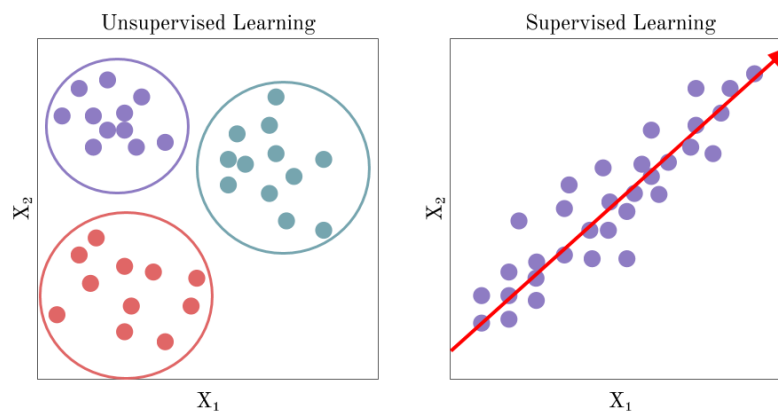 Unsupervised Learning
Supervised Learning
X₂
X₁
X₂
X₁